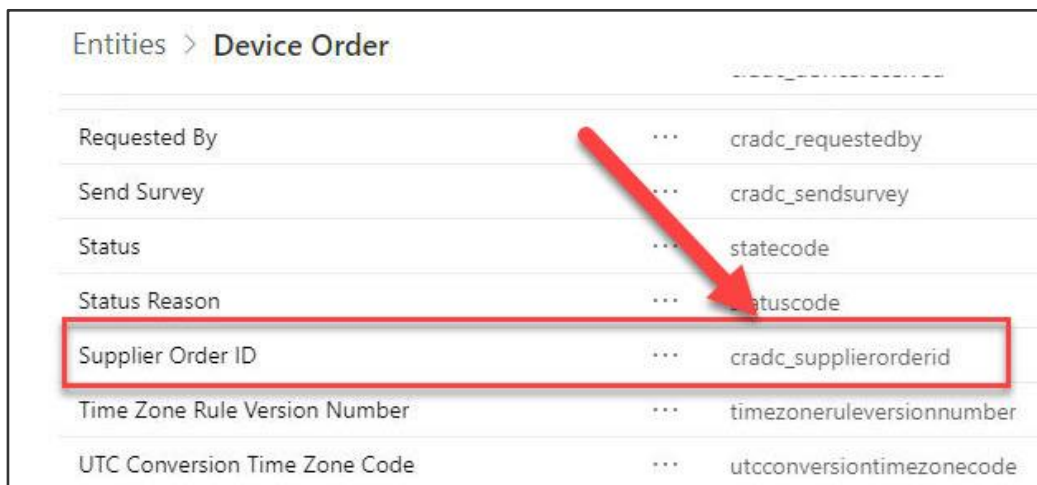 Entities > Device Order
Requested By ... cradc_requestedby
Send Survey ... cradc_sendsurvey
Status ... statecode
Status Reason ... atuscode
Supplier Order ID ... cradc_supplierorderid
Time Zone Rule Version Number ... timezoneruleversionnumber
UTC Conversion Time Zone Code ... utcconversiontimezonecode